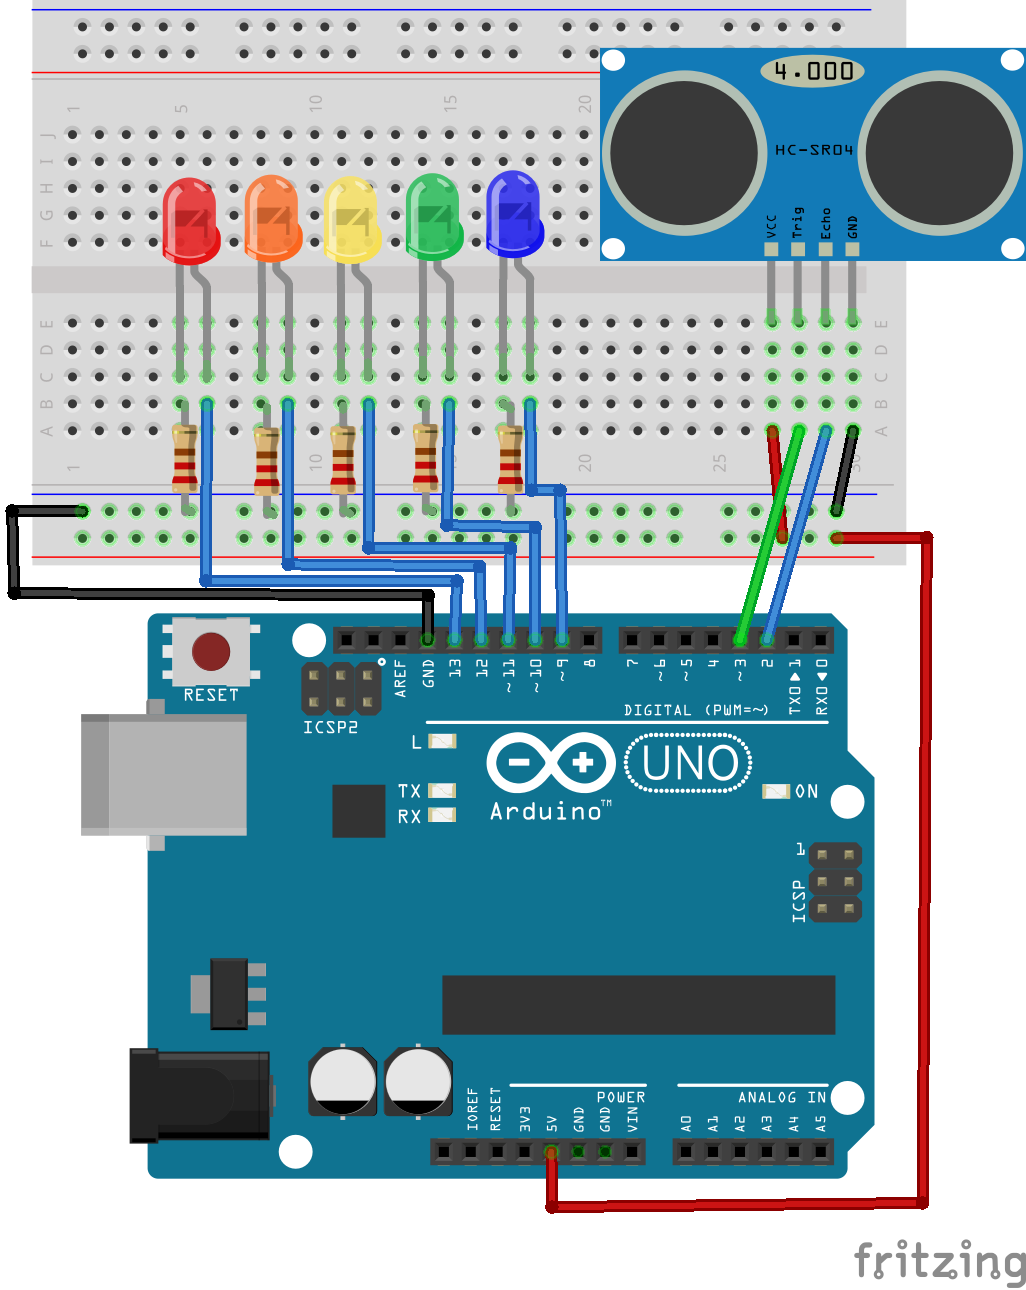 1 5 10 15 20
J
I
H
G
F
4.000
HC-SR04
VCC Trig Echo GND
E E
D D
C C
B B
A A
1 10 15 20 25 30
RESET
ICSP2
AREF GND 13 12 ~11 ~10 ~9 8 7 ~6 ~5 4 ~3 2 TX0▶1 RX0◀0
DIGITAL (PWM=~)
L
TX
RX
UNO
Arduino™
ON
1
ICSP
IOREF RESET 3V3 5V GND GND VIN
POWER
ANALOG IN
A0 A1 A2 A3 A4 A5
fritzing